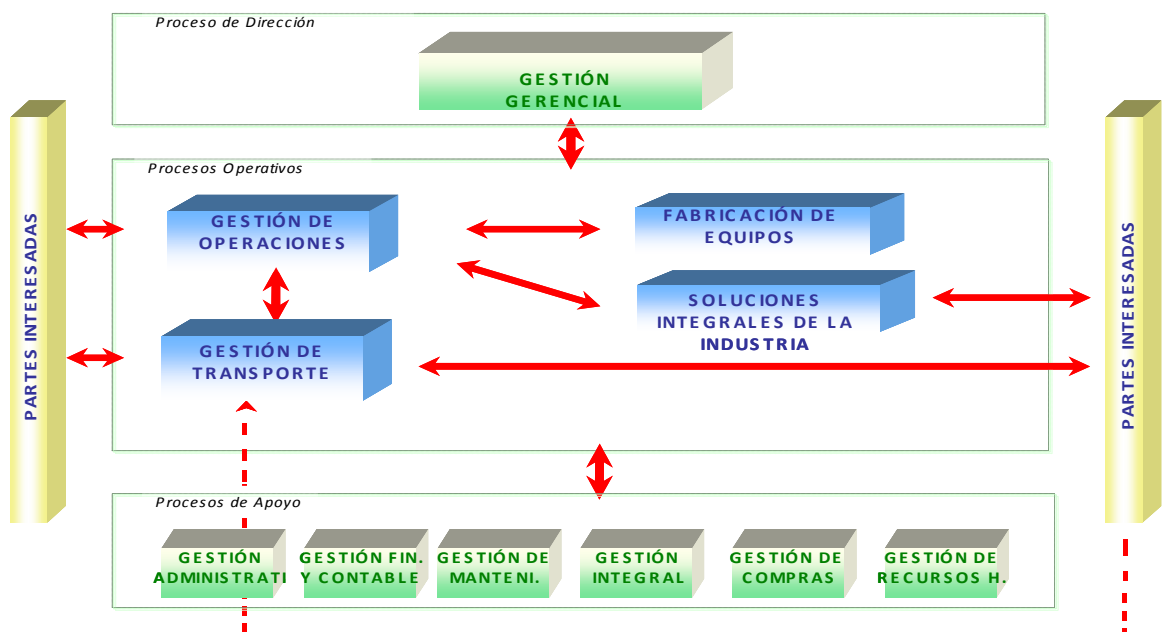 Proceso de Dirección
GESTIÓN
GERENCIAL
PARTES INTERESADAS
Procesos Operativos
GESTIÓN DE
OPERACIONES
FABRICACIÓN DE
EQUIPOS
SOLUCIONES
INTEGRALES DE LA
INDUSTRIA
GESTIÓN DE
TRANSPORTE
PARTES INTERESADAS
Procesos de Apoyo
GESTIÓN
ADMINISTRATI
GESTIÓN FIN.
Y CONTABLE
GESTIÓN DE
MANTENI.
GESTIÓN
INTEGRAL
GESTIÓN DE
COMPRAS
GESTIÓN DE
RECURSOS H.